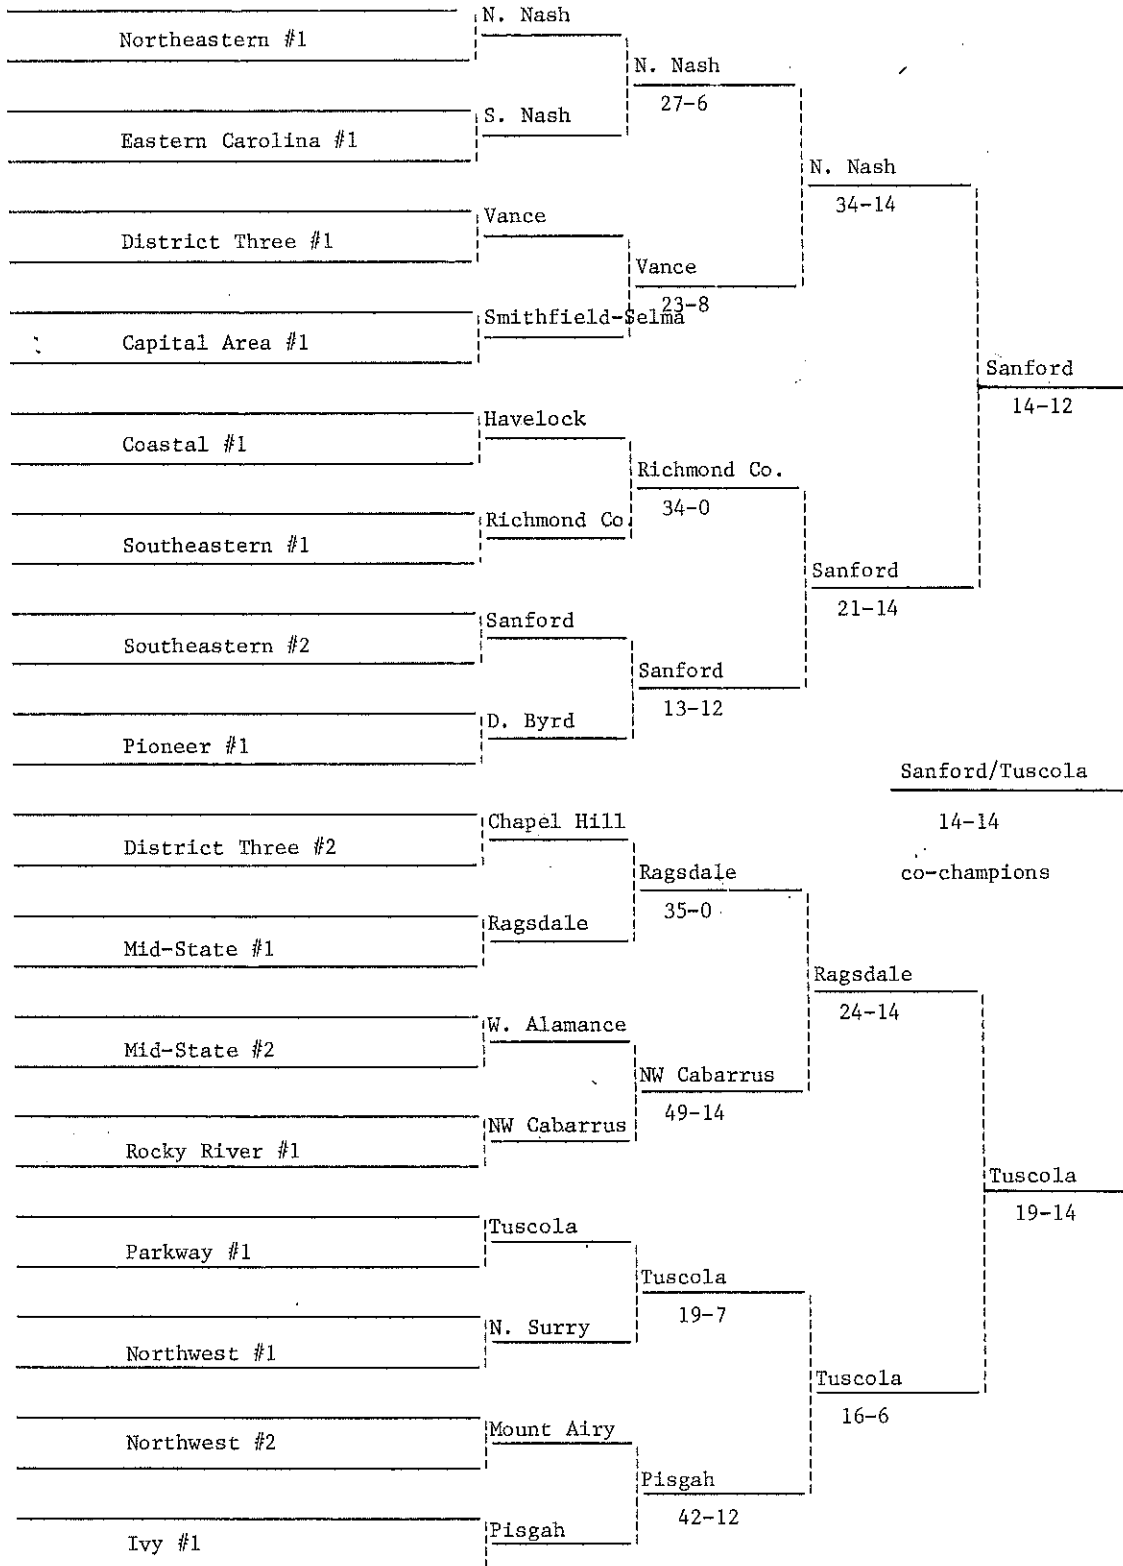 N. Nash
Northeastern #1
N. Nash
27-6
S. Nash
Eastern Carolina #1
N. Nash
34-14
Vance
District Three #1
Vance
23-8
Smithfield-Selma
Capital Area #1
Sanford
14-12
Havelock
Coastal #1
Richmond Co.
34-0
Richmond Co.
Southeastern #1
Sanford
21-14
Sanford
Southeastern #2
Sanford
13-12
D. Byrd
Pioneer #1
Sanford/Tuscola
14-14
co-champions
Chapel Hill
District Three #2
Ragsdale
35-0
Ragsdale
Mid-State #1
Ragsdale
24-14
W. Alamance
Mid-State #2
NW Cabarrus
49-14
NW Cabarrus
Rocky River #1
Tuscola
19-14
Tuscola
Parkway #1
Tuscola
19-7
N. Surry
Northwest #1
Tuscola
16-6
Mount Airy
Northwest #2
Pisgah
42-12
Pisgah
Ivy #1